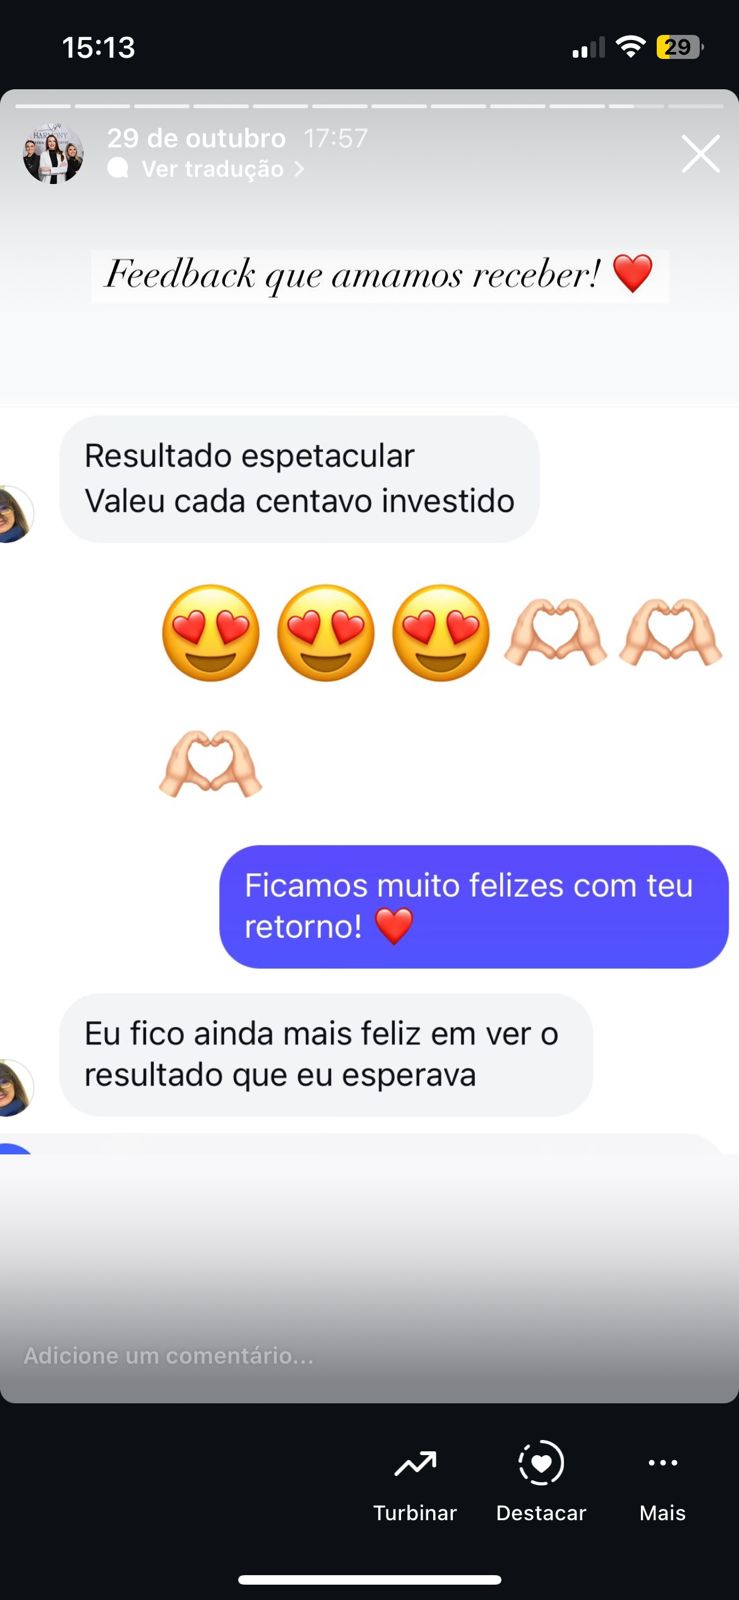 15:13
29
29 de outubro 17:57
Ver tradução
HARMONY
Feedback que amamos receber! ❤️
Resultado espetacular
Valeu cada centavo investido
😍😍😍🫶🏻🫶🏻
🫶🏻
Ficamos muito felizes com teu
retorno! ❤️
Eu fico ainda mais feliz em ver o
resultado que eu esperava
Adicione um comentário...
Turbinar Destacar Mais